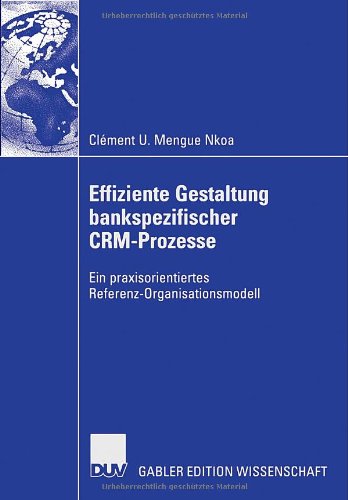 Urheberrechtlich geschütztes Material
Clément U. Mengue Nkoa
Effiziente Gestaltung
bankspezifischer
CRM-Prozesse
Ein praxisorientiertes
Referenz-Organisationsmodell
DUV
GABLER EDITION WISSENSCHAFT
Urheberrechtlich geschütztes Material